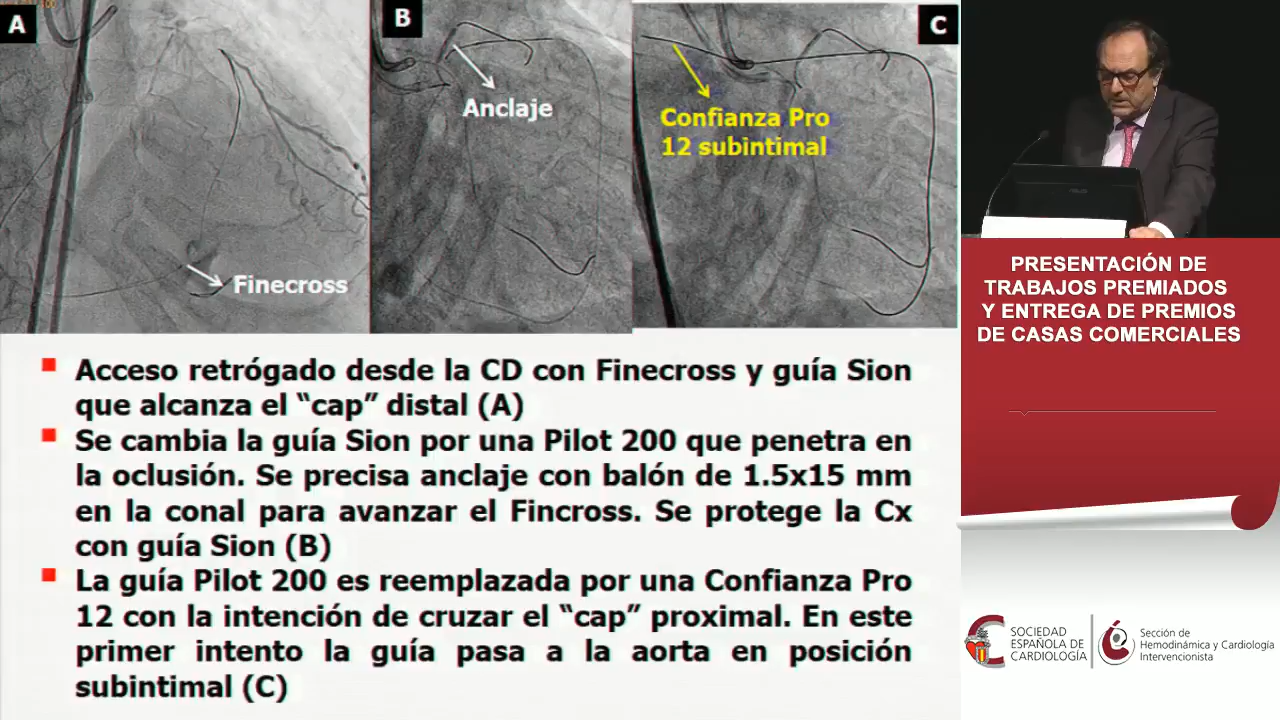 A
B
C
Anclaje
Confianza Pro
12 subintimal
Finecross
Acceso retrógado desde la CD con Finecross y guía Sion
que alcanza el “cap” distal (A)
Se cambia la guía Sion por una Pilot 200 que penetra en
la oclusión. Se precisa anclaje con balón de 1.5x15 mm
en la conal para avanzar el Fincross. Se protege la Cx
con guía Sion (B)
La guía Pilot 200 es reemplazada por una Confianza Pro
12 con la intención de cruzar el “cap” proximal. En este
primer intento la guía pasa a la aorta en posición
subintimal (C)
PRESENTACIÓN DE
TRABAJOS PREMIADOS
Y ENTREGA DE PREMIOS
DE CASAS COMERCIALES
SOCIEDAD
ESPAÑOLA DE
CARDIOLOGÍA
Sección de
Hemodinámica y Cardiología
Intervencionista